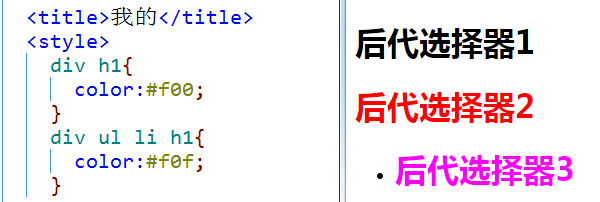 <title>我的</title>
<style>
div h1{
color:#f00;
}
div ul li h1{
color:#f0f;
}
后代选择器1
后代选择器2
后代选择器3